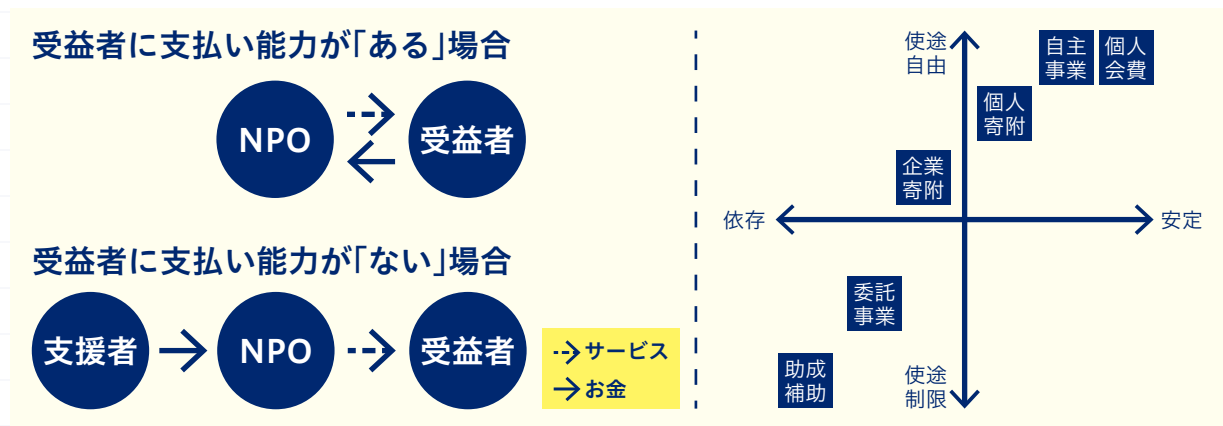 受益者に支払い能力が「ある」場合
NPO
受益者
受益者に支払い能力が「ない」場合
支援者
NPO
受益者
サービス
お金
使途
自由
自主
事業
個人
会費
個人
寄附
企業
寄附
依存
安定
委託
事業
助成
補助
使途
制限